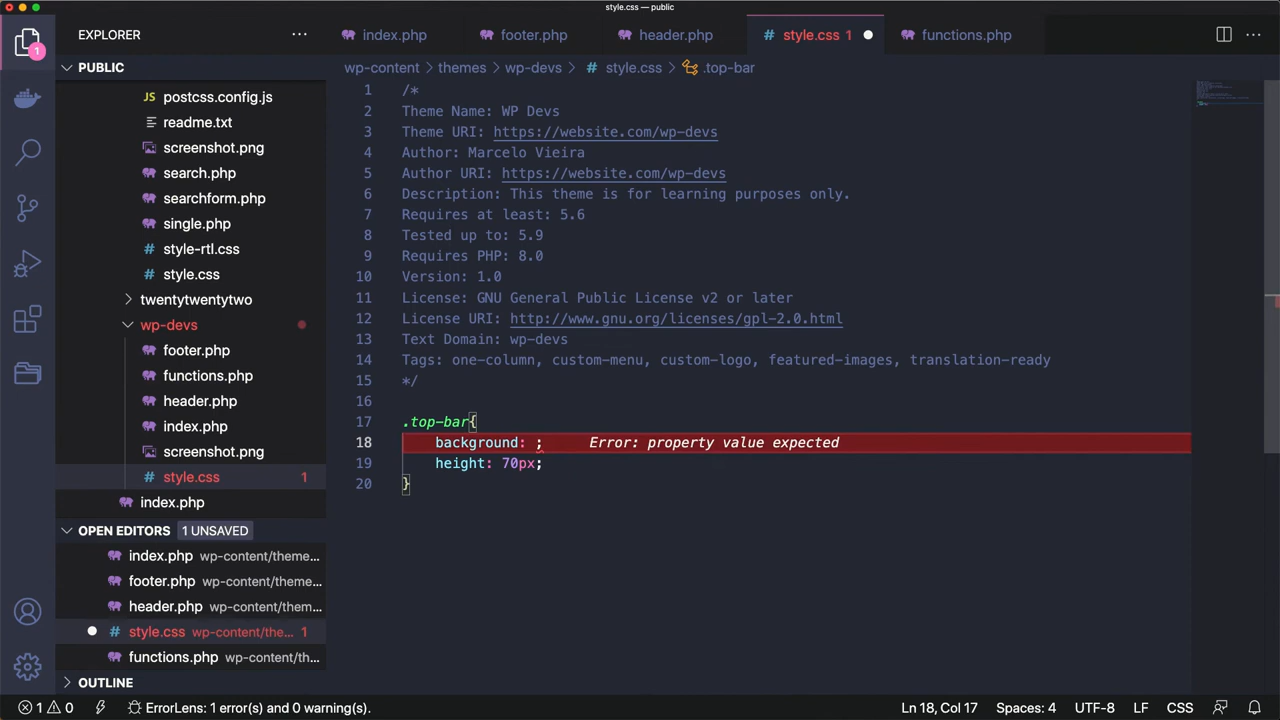 style.css — public
EXPLORER
index.php
footer.php
header.php
style.css 1
functions.php
1
PUBLIC
wp-content
themes
wp-devs
style.css
.top-bar
postcss.config.js
readme.txt
screenshot.png
search.php
searchform.php
single.php
style-rtl.css
style.css
twentytwentytwo
wp-devs
footer.php
functions.php
header.php
index.php
screenshot.png
style.css 1
index.php
OPEN EDITORS 1 UNSAVED
index.php wp-content/theme...
footer.php wp-content/theme...
header.php wp-content/them...
style.css wp-content/the... 1
functions.php wp-content/th...
OUTLINE
1 /*
2 Theme Name: WP Devs
3 Theme URI: https://website.com/wp-devs
4 Author: Marcelo Vieira
5 Author URI: https://website.com/wp-devs
6 Description: This theme is for learning purposes only.
7 Requires at least: 5.6
8 Tested up to: 5.9
9 Requires PHP: 8.0
10 Version: 1.0
11 License: GNU General Public License v2 or later
12 License URI: http://www.gnu.org/licenses/gpl-2.0.html
13 Text Domain: wp-devs
14 Tags: one-column, custom-menu, custom-logo, featured-images, translation-ready
15 */
16
17 .top-bar{
18 background: ; Error: property value expected
19 height: 70px;
20 }
1 0 ErrorLens: 1 error(s) and 0 warning(s). Ln 18, Col 17 Spaces: 4 UTF-8 LF CSS